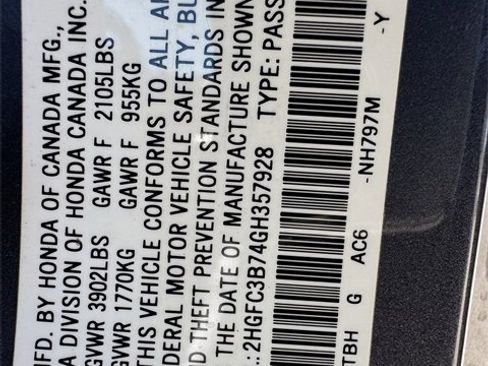 MFD. BY HONDA OF CANADA MFG.,
A DIVISION OF HONDA CANADA INC.
GVWR 3902LBS GAWR F 2105LBS
GVWR 1770KG GAWR F 955KG
THIS VEHICLE CONFORMS TO ALL
FEDERAL MOTOR VEHICLE SAFETY,
AND THEFT PREVENTION STANDARDS IN
THE DATE OF MANUFACTURE SHOWN
.: 2HGFC3B74GH357928 TYPE: PASS
TBH G AC6 -NH797M -Y